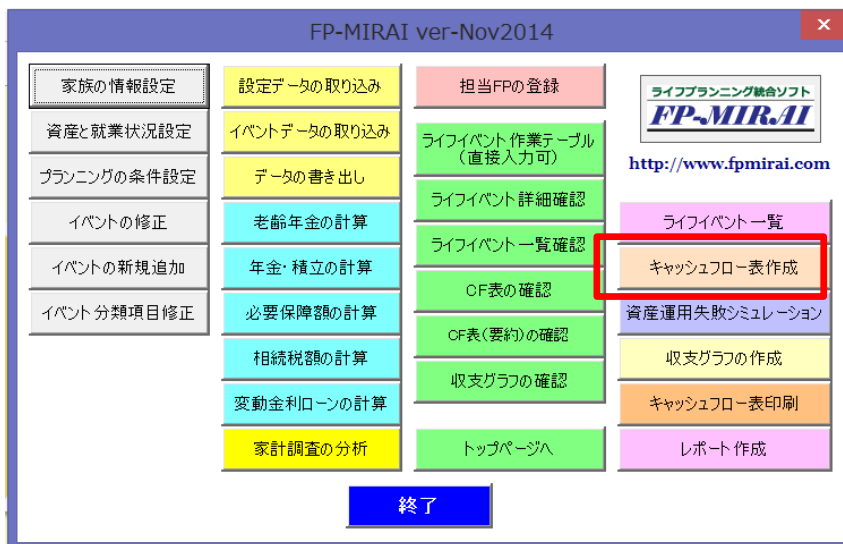 FP-MIRAI ver-Nov2014
×
家族の情報設定
資産と就業状況設定
プランニングの条件設定
イベントの修正
イベントの新規追加
イベント分類項目修正
設定データの取り込み
イベントデータの取り込み
データの書き出し
老齢年金の計算
年金・積立の計算
必要保障額の計算
相続税額の計算
変動金利ローンの計算
家計調査の分析
担当FPの登録
ライフイベント作業テーブル
(直接入力可)
ライフイベント詳細確認
ライフイベント一覧確認
CF表の確認
CF表(要約)の確認
収支グラフの確認
トップページへ
ライフプランニング統合ソフト
FP-MIRAI
http://www.fpmirai.com
ライフイベント一覧
キャッシュフロー表作成
資産運用失敗シミュレーション
収支グラフの作成
キャッシュフロー表印刷
レポート作成
終了